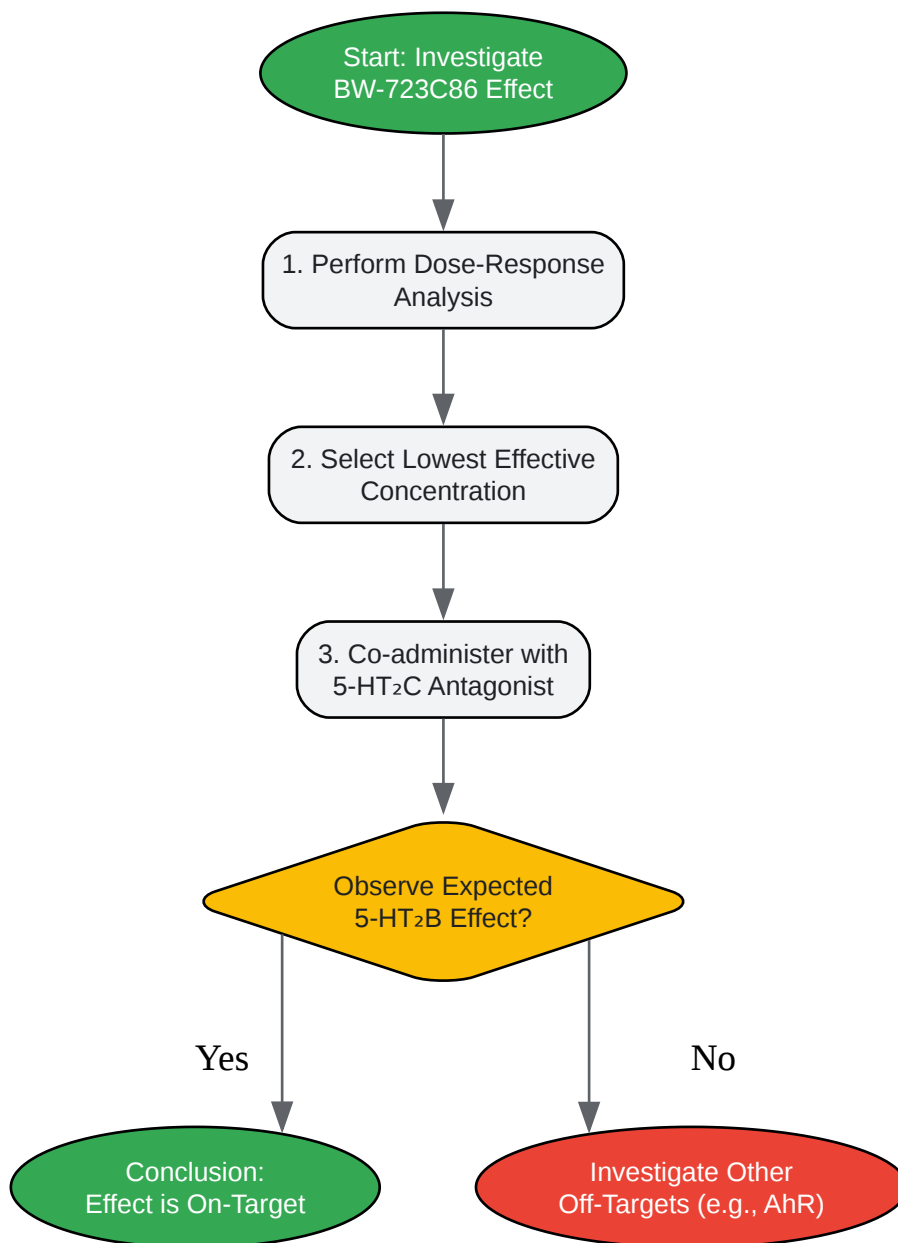 Start: Investigate
BW-723C86 Effect
1. Perform Dose-Response
Analysis
2. Select Lowest Effective
Concentration
3. Co-administer with
5-HT₂C Antagonist
Observe Expected
5-HT₂B Effect?
Yes
No
Conclusion:
Effect is On-Target
Investigate Other
Off-Targets (e.g., AhR)